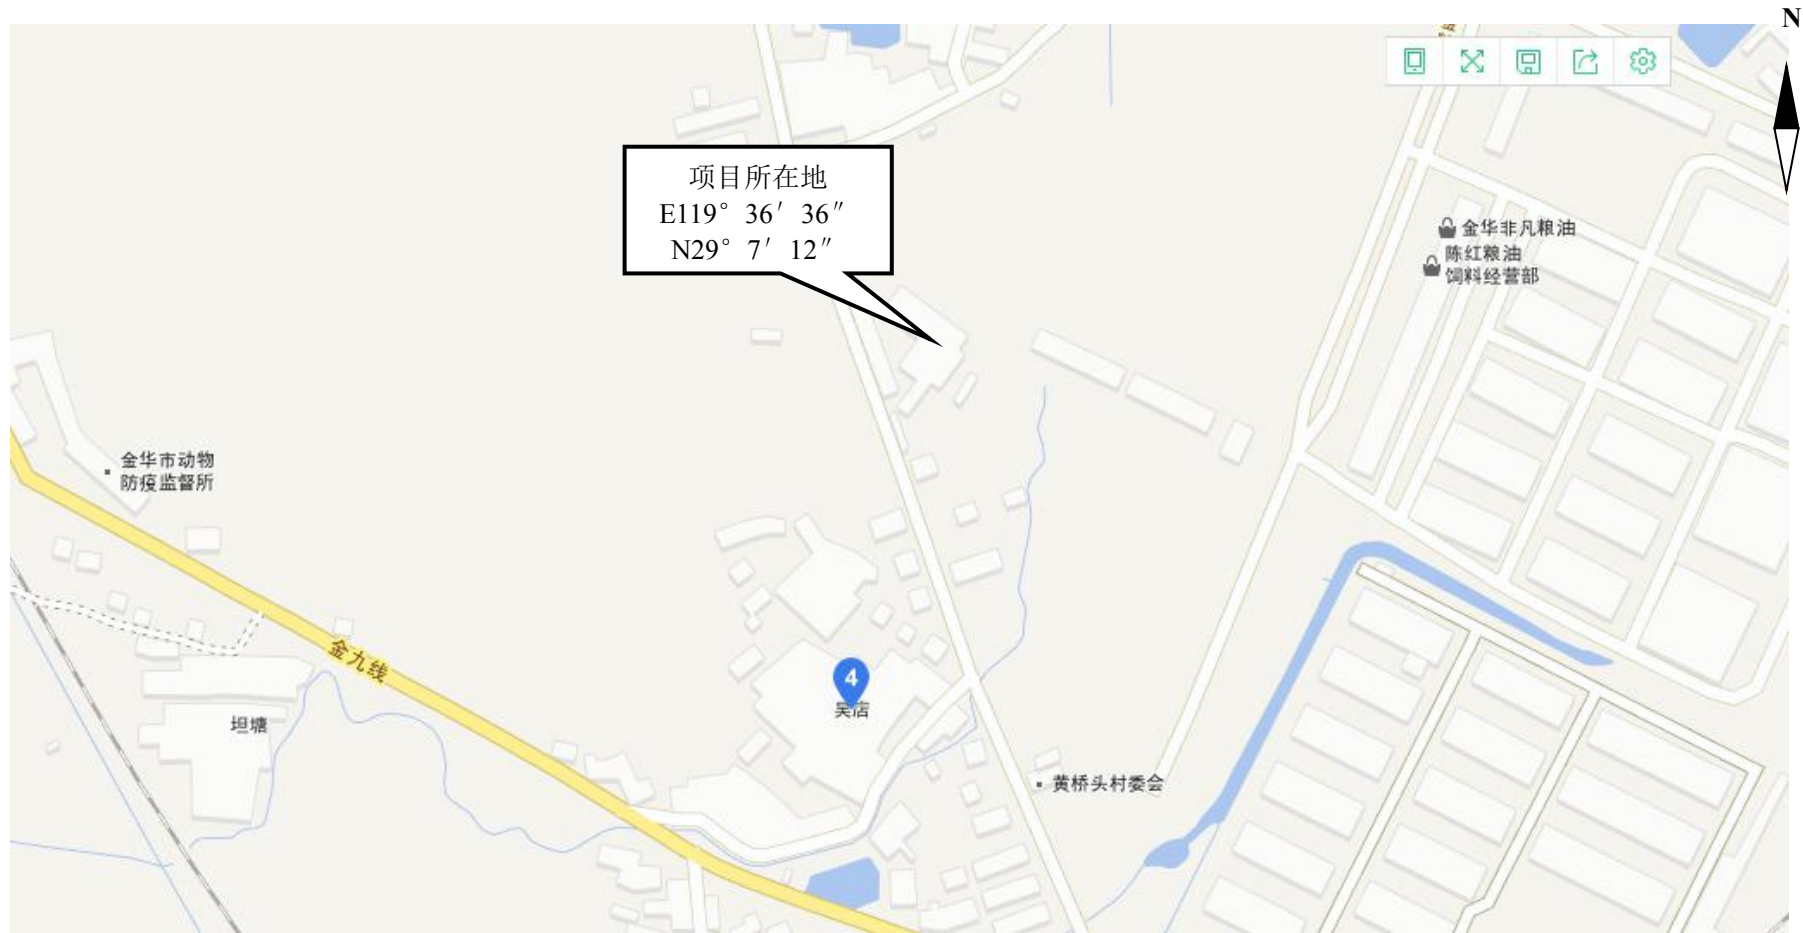 N
项目所在地
E119° 36′ 36″
N29° 7′ 12″
金华非凡粮油
陈红粮油
饲料经营部
金华市动物
防疫监督所
金九线
4
吴店
坦塘
黄桥头村委会